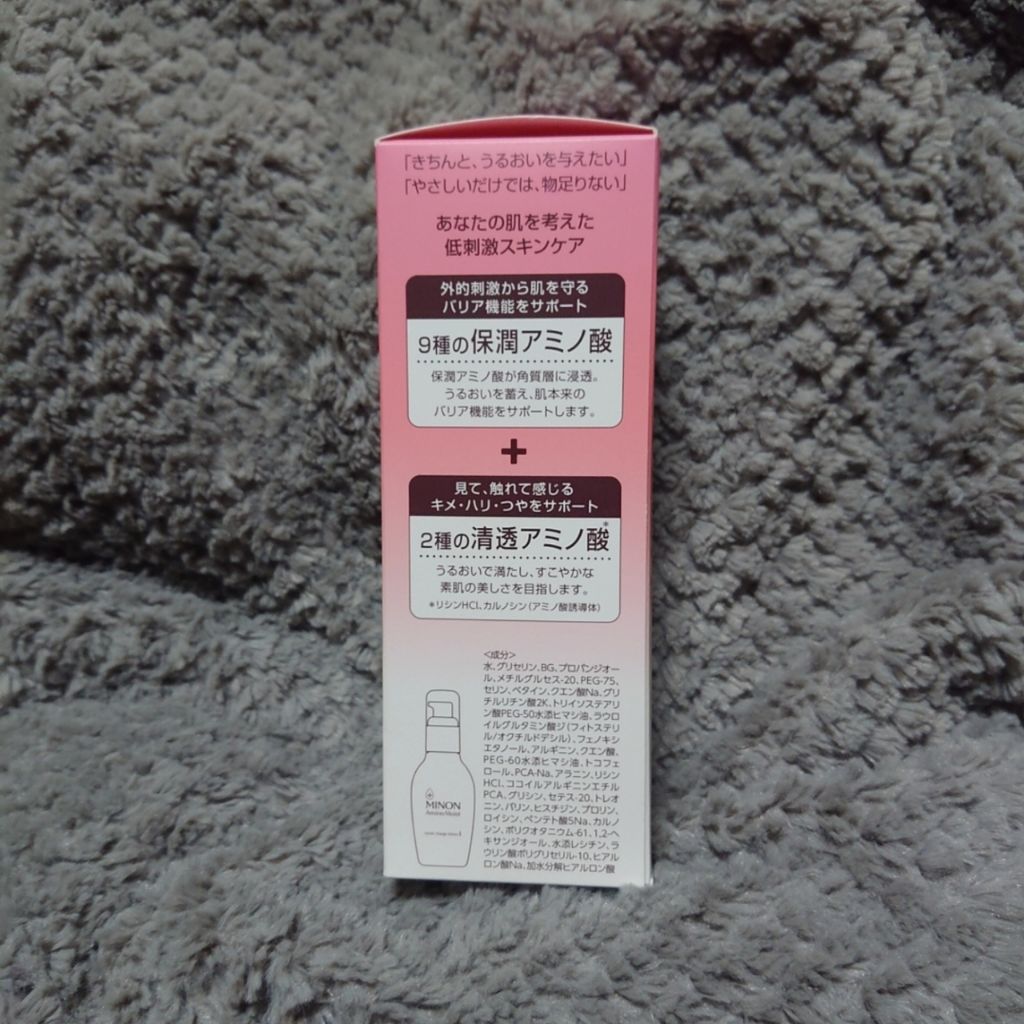 「きちんと、うるおいを与えたい」
「やさしいだけでは、物足りない」
あなたの肌を考えた
低刺激スキンケア
外的刺激から肌を守る
バリア機能をサポート
9種の保潤アミノ酸
保潤アミノ酸が角質層に浸透。
うるおいを蓄え、肌本来の
バリア機能をサポートします。
+
見て、触れて感じる
キメ・ハリ・つやをサポート
2種の清透アミノ酸*
うるおいで満たし、すこやかな
素肌の美しさを目指します。
*リシンHCl、カルノシン(アミノ酸誘導体)
<成分>
水、グリセリン、BG、プロパンジオー
ル、メチルグルセス-20、PEG-75、
セリン、ベタイン、クエン酸Na、グリ
チルリチン酸2K、トリイソステアリ
ン酸PEG-50水添ヒマシ油、ラウロ
イルグルタミン酸ジ(フィトステリ
ル/オクチルドデシル)、フェノキシ
エタノール、アルギニン、クエン酸、
PEG-60水添ヒマシ油、トコフェ
ロール、PCA-Na、アラニン、リシン
HCl、ココイルアルギニンエチル
PCA、グリシン、セテス-20、トレオ
ニン、バリン、ヒスチジン、プロリン、
ロイシン、ペンテト酸5Na、カルノ
シン、ポリクオタニウム-61、1,2-ヘ
キサンジオール、水添レシチン、ラ
ウリン酸ポリグリセリル-10、ヒアル
ロン酸Na、加水分解ヒアルロン酸
MINON
AminoMoist